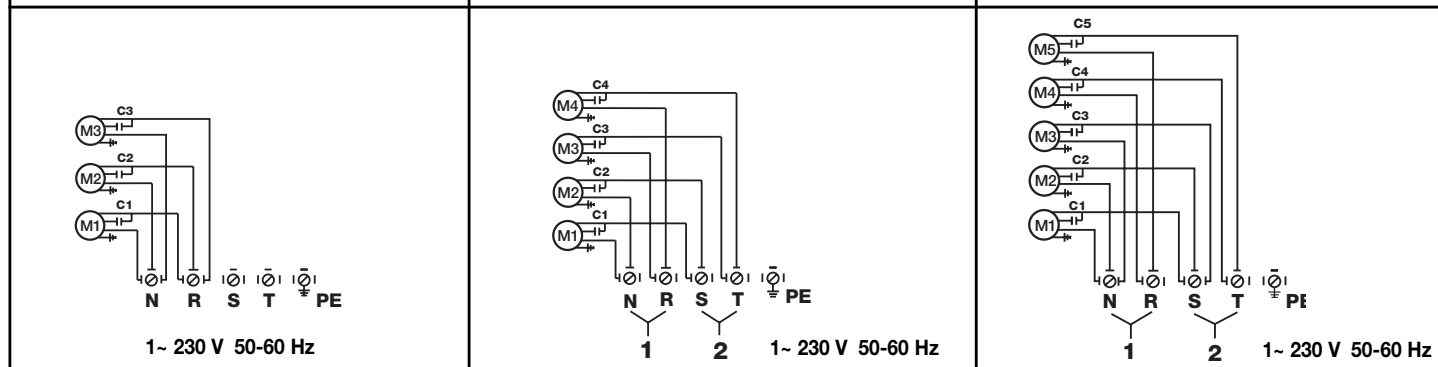 C3
M3
C2
M2
C1
M1
N R S T PE
1~ 230 V 50-60 Hz
C4
M4
C3
M3
C2
M2
C1
M1
N R S T PE
1 2 1~ 230 V 50-60 Hz
C5
M5
C4
M4
C3
M3
C2
M2
C1
M1
N R S T PE
1 2 1~ 230 V 50-60 Hz